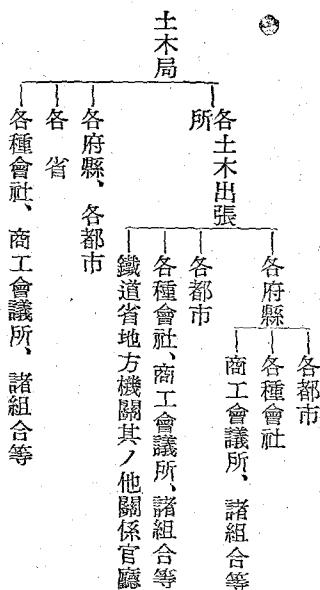 土木局
各土木出張所
各府縣
各都市
各種會社
商工會議所、諸組合等
各都市
各種會社、商工會議所、諸組合等
鐵道省地方機關其ノ他關係官廳
各府縣、各都市
各省
各種會社、商工會議所、諸組合等